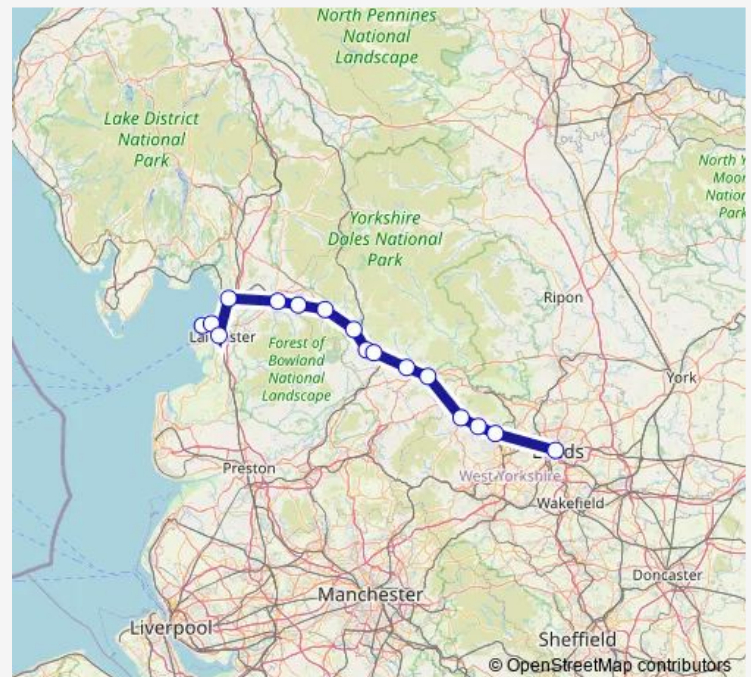 North Pennines
National
Landscape
Lake District
National
Park
North Y
Moor
Nation
Park
Yorkshire
Dales National
Park
Ripon
Forest of
Bowland
National
Landscape
York
Preston
West Yorkshire
Wakefield
Doncaster
Manchester
Liverpool
Sheffield
© OpenStreetMap contributors